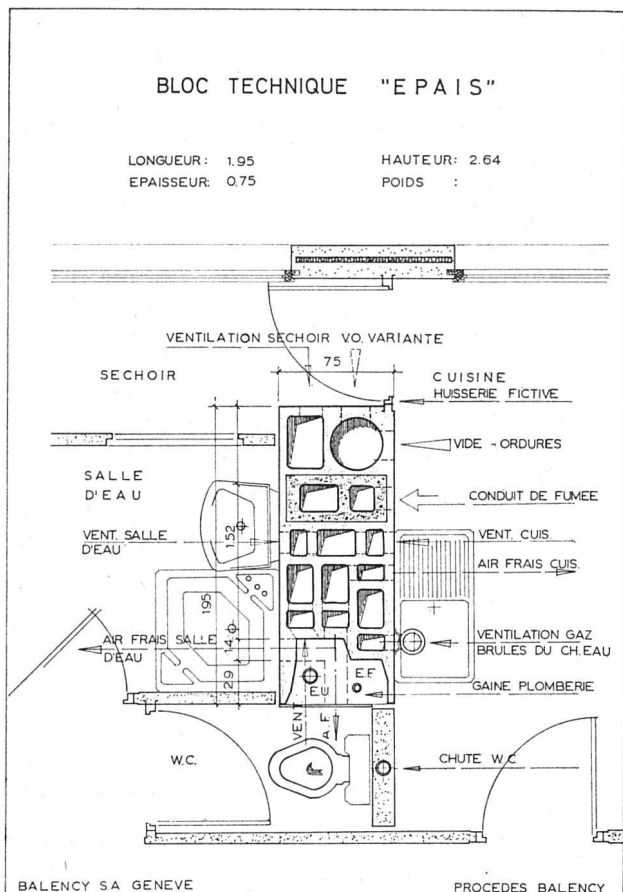 BLOC TECHNIQUE "EPAIS"
LONGUEUR: 1.95
HAUTEUR: 2.64
EPAISSEUR: 0.75
POIDS :
VENTILATION SECHOIR V.O. VARIANTE
75
SECHOIR
CUISINE
HUISSERIE FICTIVE
VIDE-ORDURES
SALLE
D'EAU
CONDUIT DE FUMEE
VENT. SALLE
D'EAU
152
VENT. CUIS.
AIR FRAIS CUIS.
195
AIR FRAIS SALLE
D'EAU
14
VENTILATION GAZ
BRULES DU CH.EAU
29
E.U.
E.F.
GAINE PLOMBERIE
VENT
A.F.
W.C.
CHUTE W.C.
BALENCY S.A GENEVE
PROCEDES BALENCY